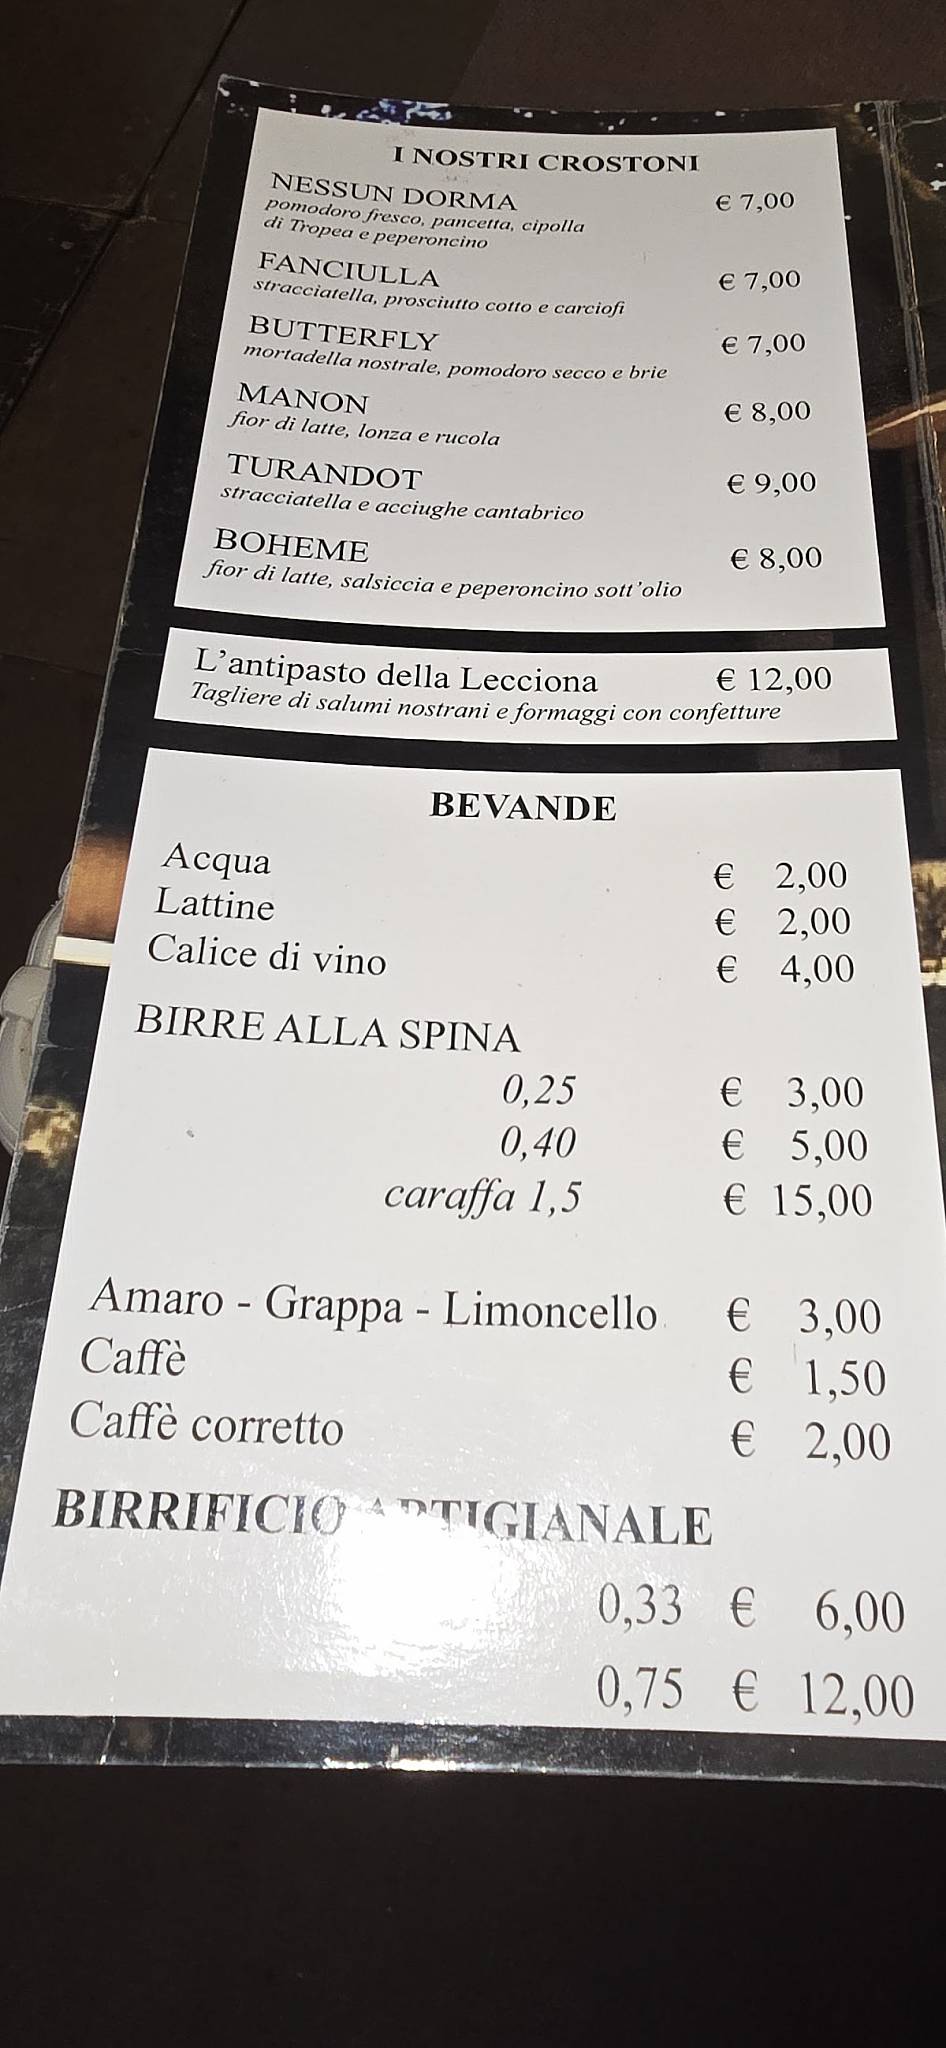 I NOSTRI CROSTONI
NESSUN DORMA € 7,00
pomodoro fresco, pancetta, cipolla
di Tropea e peperoncino
FANCIULLA € 7,00
stracciatella, prosciutto cotto e carciofi
BUTTERFLY € 7,00
mortadella nostrale, pomodoro secco e brie
MANON € 8,00
fior di latte, lonza e rucola
TURANDOT € 9,00
stracciatella e acciughe cantabrico
BOHEME € 8,00
fior di latte, salsiccia e peperoncino sott'olio
L'antipasto della Lecciona € 12,00
Tagliere di salumi nostrani e formaggi con confetture
BEVANDE
Acqua € 2,00
Lattine € 2,00
Calice di vino € 4,00
BIRRE ALLA SPINA
0,25 € 3,00
0,40 € 5,00
caraffa 1,5 € 15,00
Amaro - Grappa - Limoncello € 3,00
Caffè € 1,50
Caffè corretto € 2,00
BIRRIFICIO ARTIGIANALE
0,33 € 6,00
0,75 € 12,00